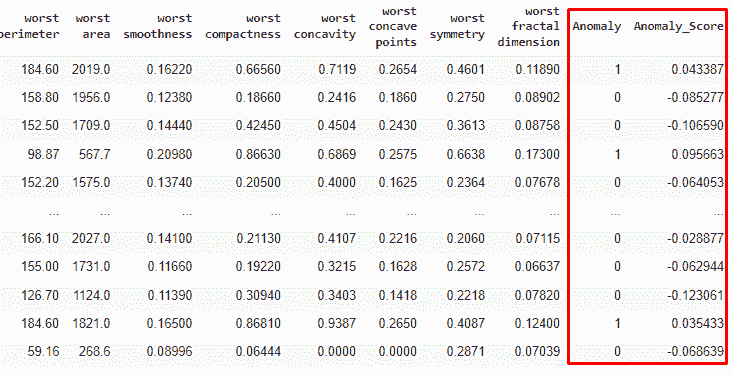 worst perimeter worst area worst smoothness worst compactness worst concavity worst concave points worst symmetry worst fractal dimension Anomaly Anomaly_Score
184.60 2019.0 0.16220 0.66560 0.7119 0.2654 0.4601 0.11890 1 0.043387
158.80 1956.0 0.12380 0.18660 0.2416 0.1860 0.2750 0.08902 0 -0.085277
152.50 1709.0 0.14440 0.42450 0.4504 0.2430 0.3613 0.08758 0 -0.106590
98.87 567.7 0.20980 0.86630 0.6869 0.2575 0.6638 0.17300 1 0.095663
152.20 1575.0 0.13740 0.20500 0.4000 0.1625 0.2364 0.07678 0 -0.064053
... ... ... ... ... ... ... ... ... ...
166.10 2027.0 0.14100 0.21130 0.4107 0.2216 0.2060 0.07115 0 -0.028877
155.00 1731.0 0.11660 0.19220 0.3215 0.1628 0.2572 0.06637 0 -0.062944
126.70 1124.0 0.11390 0.30940 0.3403 0.1418 0.2218 0.07820 0 -0.123061
184.60 1821.0 0.16500 0.86810 0.9387 0.2650 0.4087 0.12400 1 0.035433
59.16 268.6 0.08996 0.06444 0.0000 0.0000 0.2871 0.07039 0 -0.068639